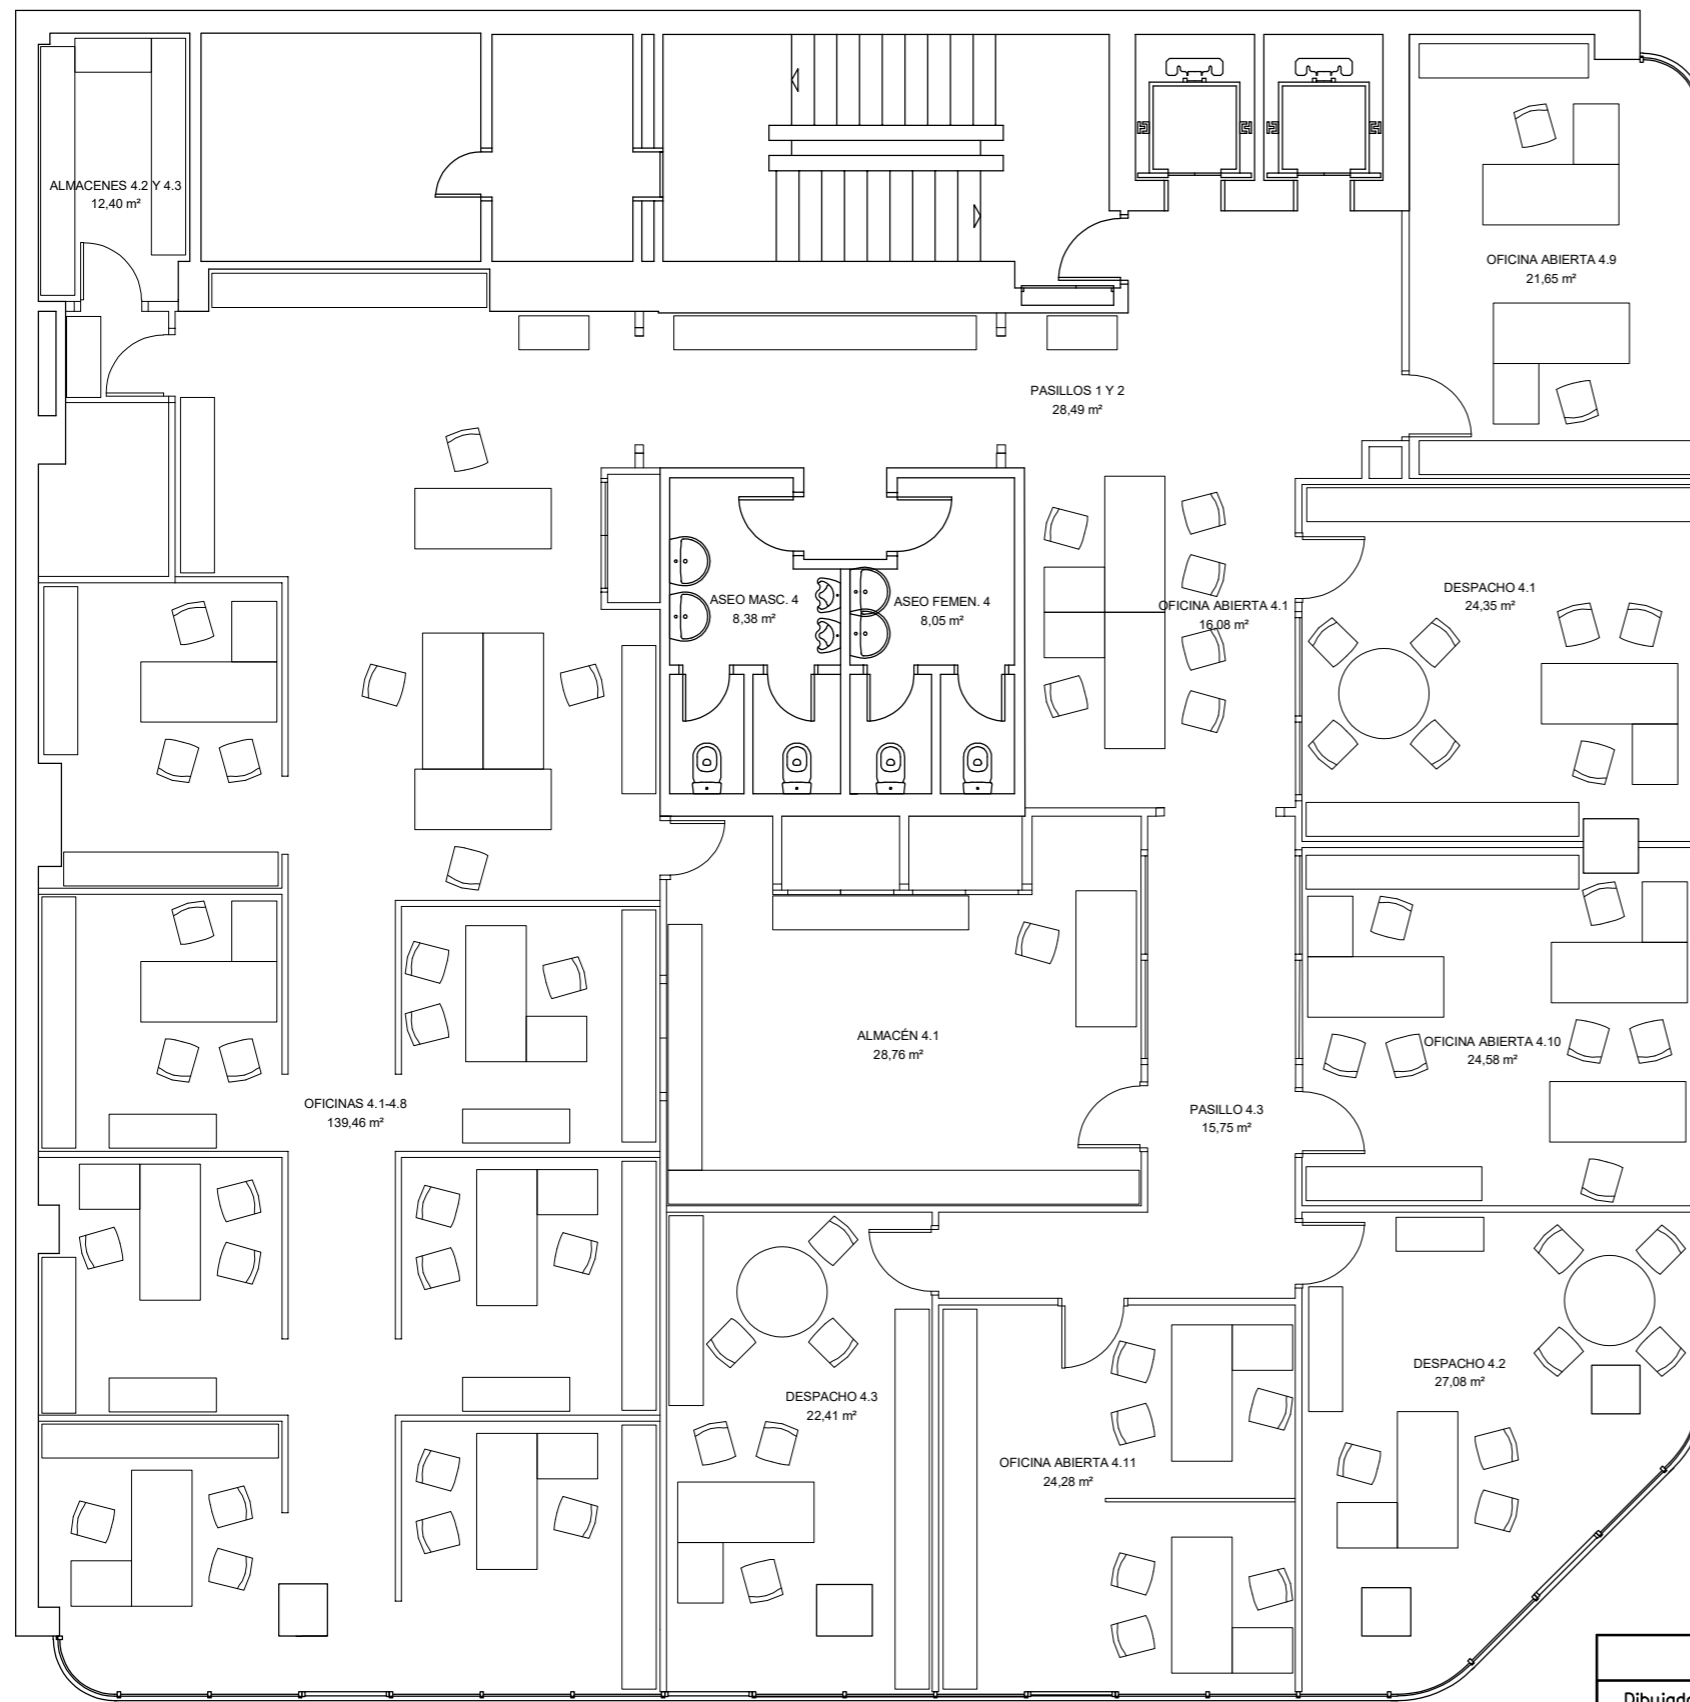 ALMACENES 4.2 Y 4.3
12,40 m²
OFICINA ABIERTA 4.9
21,65 m²
PASILLOS 1 Y 2
28,49 m²
ASEO MASC. 4
8,38 m²
ASEO FEMEN. 4
8,05 m²
OFICINA ABIERTA 4.1
16,08 m²
DESPACHO 4.1
24,35 m²
ALMACÉN 4.1
28,76 m²
OFICINA ABIERTA 4.10
24,58 m²
OFICINAS 4.1-4.8
139,46 m²
PASILLO 4.3
15,75 m²
DESPACHO 4.3
22,41 m²
DESPACHO 4.2
27,08 m²
OFICINA ABIERTA 4.11
24,28 m²